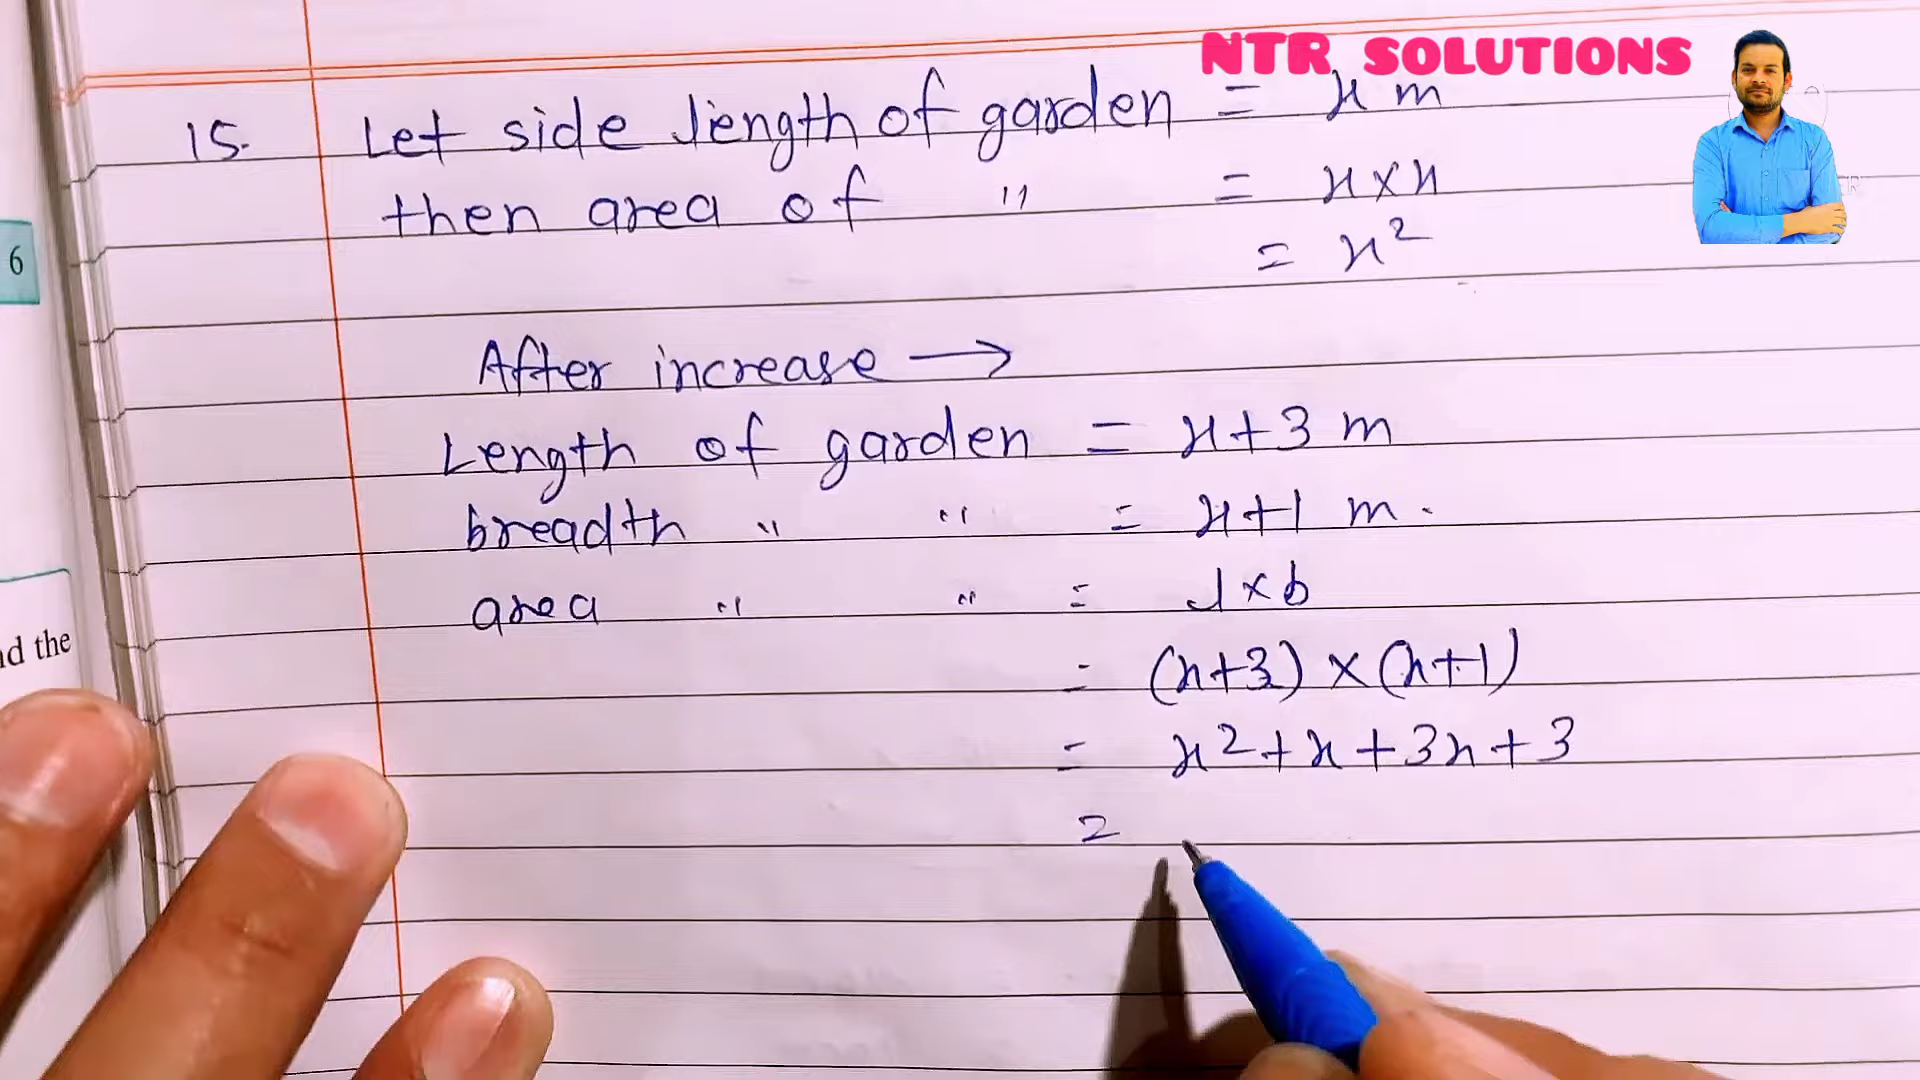 NTR SOLUTIONS
15. Let side length of garden = x m
then area of " = x × x
= x²
After increase →
Length of garden = x+3 m
breadth " " = x+1 m.
area " " = l × b
= (x+3) × (x+1)
= x² + x + 3x + 3
=
6
nd the